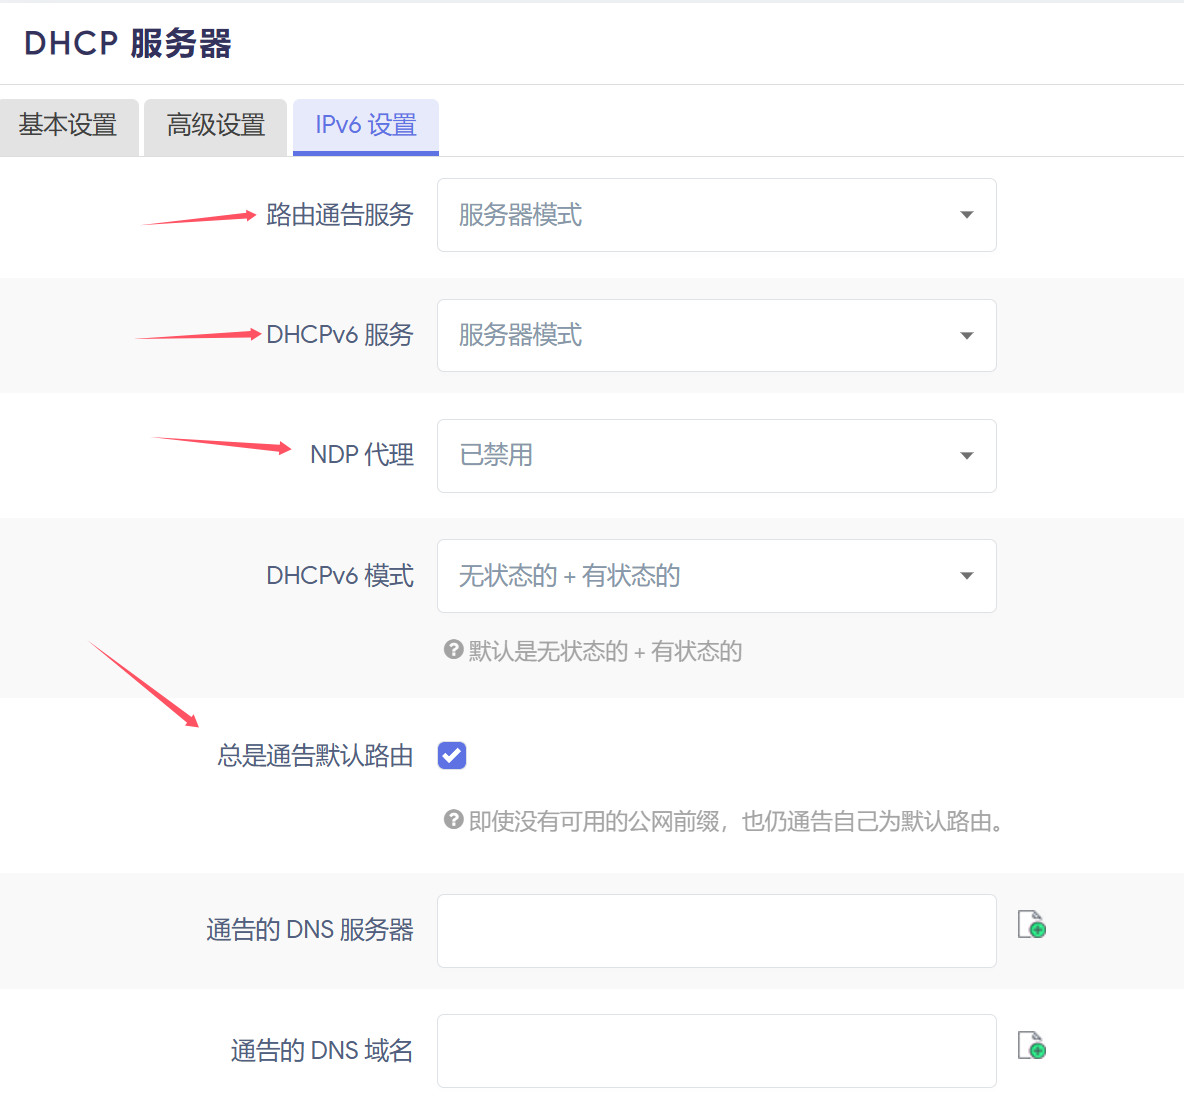 DHCP 服务器
基本设置 高级设置 IPv6 设置
路由通告服务 服务器模式
DHCPv6 服务 服务器模式
NDP 代理 已禁用
DHCPv6 模式 无状态的 + 有状态的
默认是无状态的 + 有状态的
总是通告默认路由
即使没有可用的公网前缀，也仍通告自己为默认路由。
通告的 DNS 服务器
通告的 DNS 域名